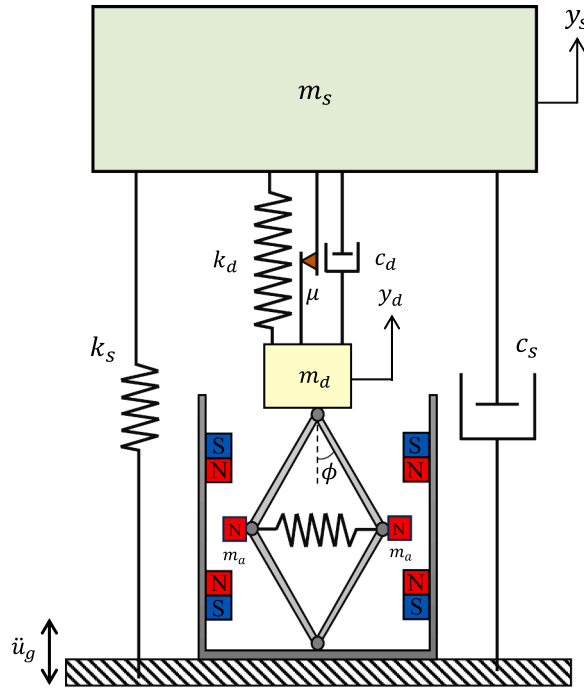 y_s
m_s
k_d
μ
c_d
y_d
k_s
m_d
c_s
S S
N N
ϕ
N N
m_a m_a
N N
S S
ü_g